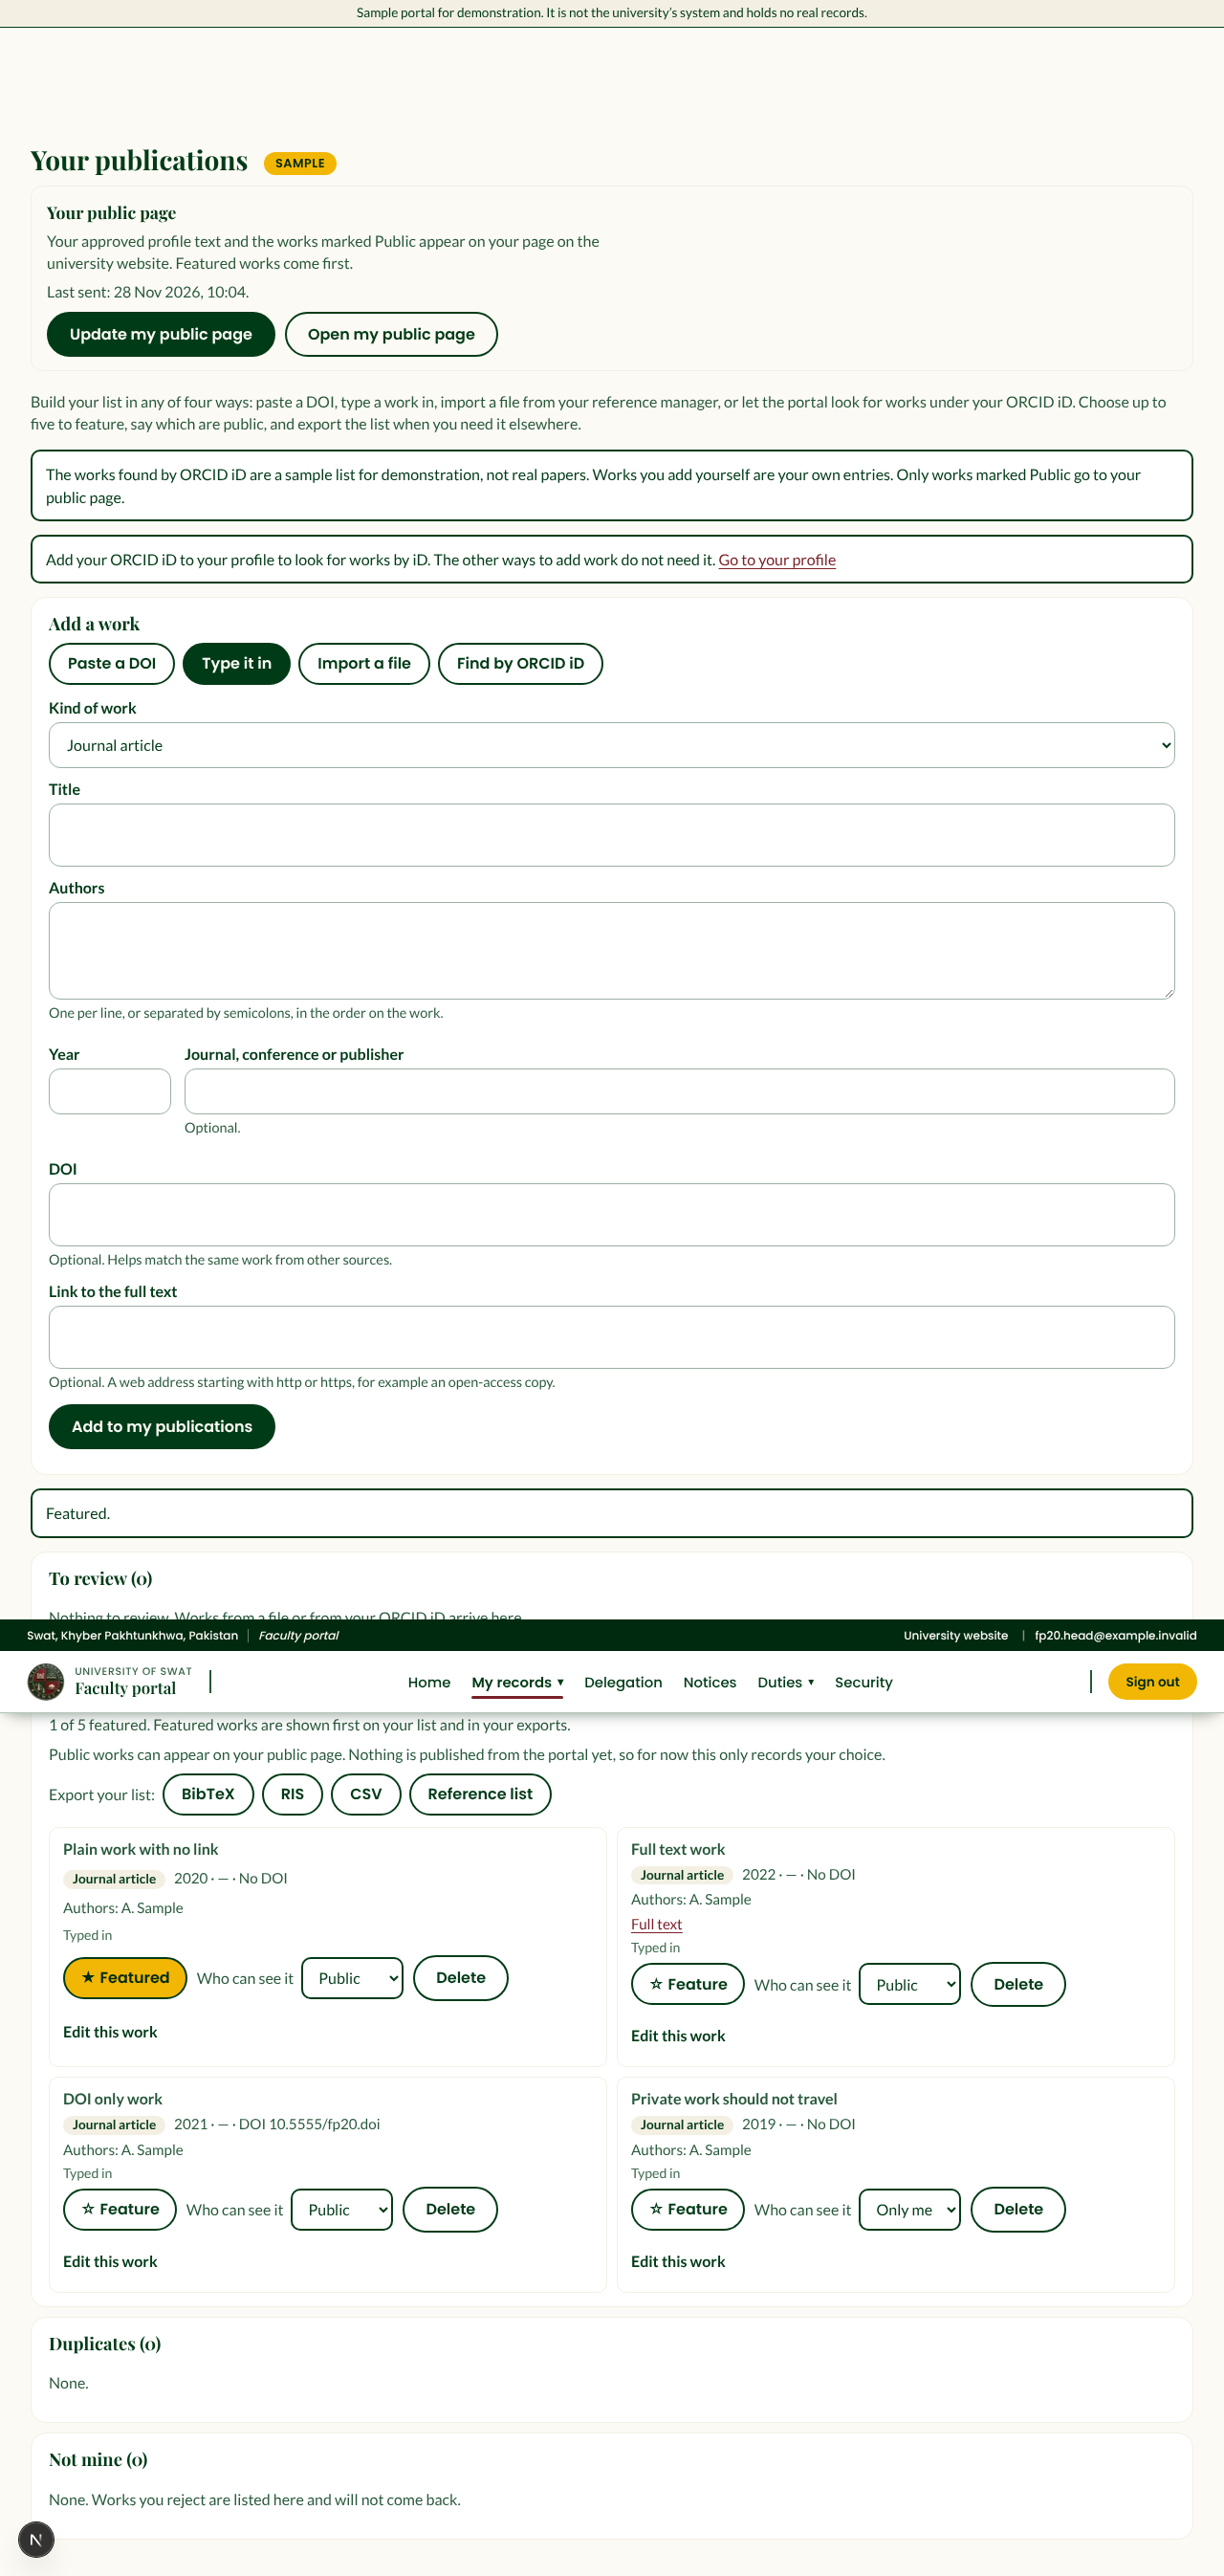 Sample portal for demonstration. It is not the university's system and holds no real records.
Your publications
SAMPLE
Your public page
Your approved profile text and the works marked Public appear on your page on the
university website. Featured works come first.
Last sent: 28 Nov 2026, 10:04.
Update my public page
Open my public page
Build your list in any of four ways: paste a DOI, type a work in, import a file from your reference manager, or let the portal look for works under your ORCID iD. Choose up to
five to feature, say which are public, and export the list when you need it elsewhere.
The works found by ORCID iD are a sample list for demonstration, not real papers. Works you add yourself are your own entries. Only works marked Public go to your
public page.
Add your ORCID iD to your profile to look for works by iD. The other ways to add work do not need it. Go to your profile
Add a work
Paste a DOI
Type it in
Import a file
Find by ORCID iD
Kind of work
Journal article
Title
Authors
One per line, or separated by semicolons, in the order on the work.
Year
Journal, conference or publisher
Optional.
DOI
Optional. Helps match the same work from other sources.
Link to the full text
Optional. A web address starting with http or https, for example an open-access copy.
Add to my publications
Featured.
To review (0)
Nothing to review. Works from a file or from your ORCID iD arrive here.
Swat, Khyber Pakhtunkhwa, Pakistan | Faculty portal
University website | fp20.head@example.invalid
UNIVERSITY OF SWAT
Faculty portal
Home
My records ▾
Delegation
Notices
Duties ▾
Security
Sign out
1 of 5 featured. Featured works are shown first on your list and in your exports.
Public works can appear on your public page. Nothing is published from the portal yet, so for now this only records your choice.
Export your list:
BibTeX
RIS
CSV
Reference list
Plain work with no link
Journal article 2020 · — · No DOI
Authors: A. Sample
Typed in
★ Featured
Who can see it
Public
Delete
Edit this work
Full text work
Journal article 2022 · — · No DOI
Authors: A. Sample
Full text
Typed in
☆ Feature
Who can see it
Public
Delete
Edit this work
DOI only work
Journal article 2021 · — · DOI 10.5555/fp20.doi
Authors: A. Sample
Typed in
☆ Feature
Who can see it
Public
Delete
Edit this work
Private work should not travel
Journal article 2019 · — · No DOI
Authors: A. Sample
Typed in
☆ Feature
Who can see it
Only me
Delete
Edit this work
Duplicates (0)
None.
Not mine (0)
None. Works you reject are listed here and will not come back.
N